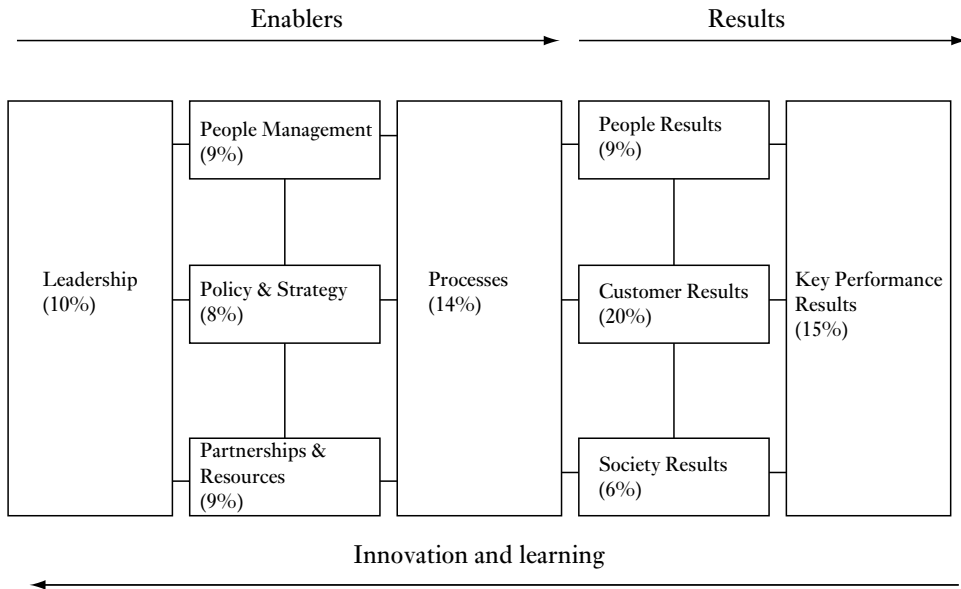 Enablers
Results
Leadership
(10%)
People Management
(9%)
Policy & Strategy
(8%)
Partnerships &
Resources
(9%)
Processes
(14%)
People Results
(9%)
Customer Results
(20%)
Society Results
(6%)
Key Performance
Results
(15%)
Innovation and learning